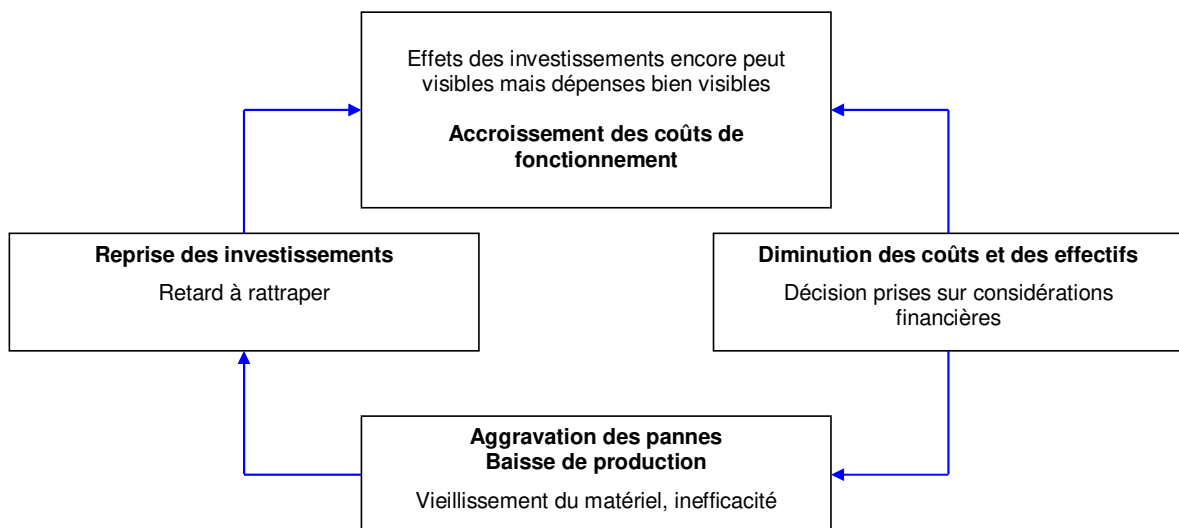 Effets des investissements encore peut
visibles mais dépenses bien visibles
Accroissement des coûts de
fonctionnement
Reprise des investissements
Retard à rattraper
Diminution des coûts et des effectifs
Décision prises sur considérations
financières
Aggravation des pannes
Baisse de production
Vieillissement du matériel, inefficacité